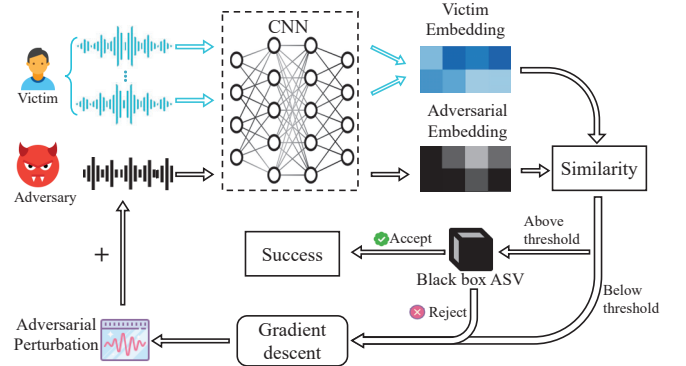 CNN
Victim
Embedding
Victim
Adversarial
Embedding
Adversary
Similarity
Above
threshold
Accept
Success
Black box ASV
Below
threshold
+
Reject
Adversarial
Perturbation
Gradient
descent